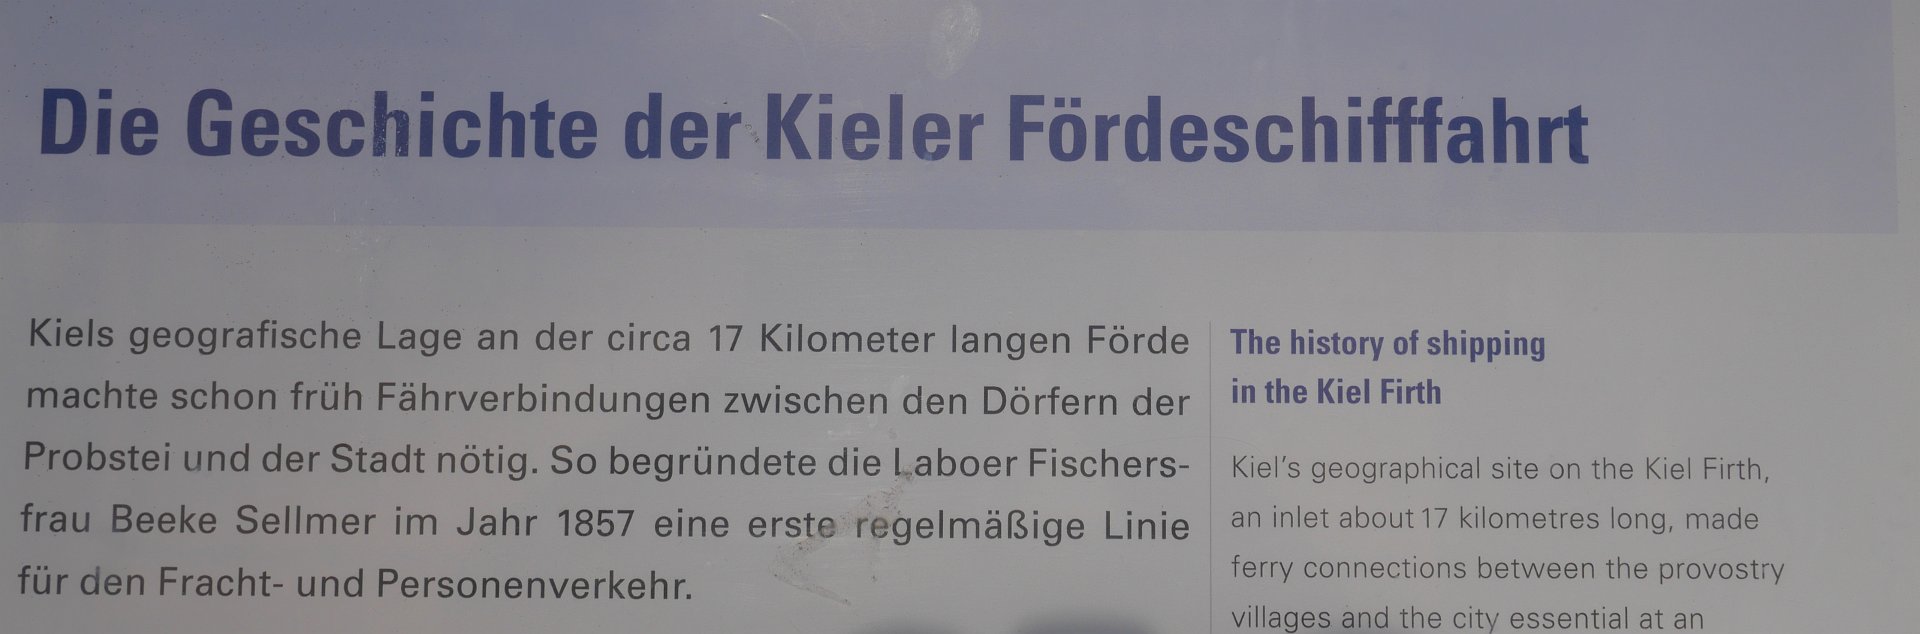 Die Geschichte der Kieler Fördeschifffahrt
Kiels geografische Lage an der circa 17 Kilometer langen Förde
machte schon früh Fährverbindungen zwischen den Dörfern der
Probstei und der Stadt nötig. So begründete die Laboer Fischers-
frau Beeke Sellmer im Jahr 1857 eine erste regelmäßige Linie
für den Fracht- und Personenverkehr.
The history of shipping
in the Kiel Firth
Kiel's geographical site on the Kiel Firth,
an inlet about 17 kilometres long, made
ferry connections between the provostry
villages and the city essential at an